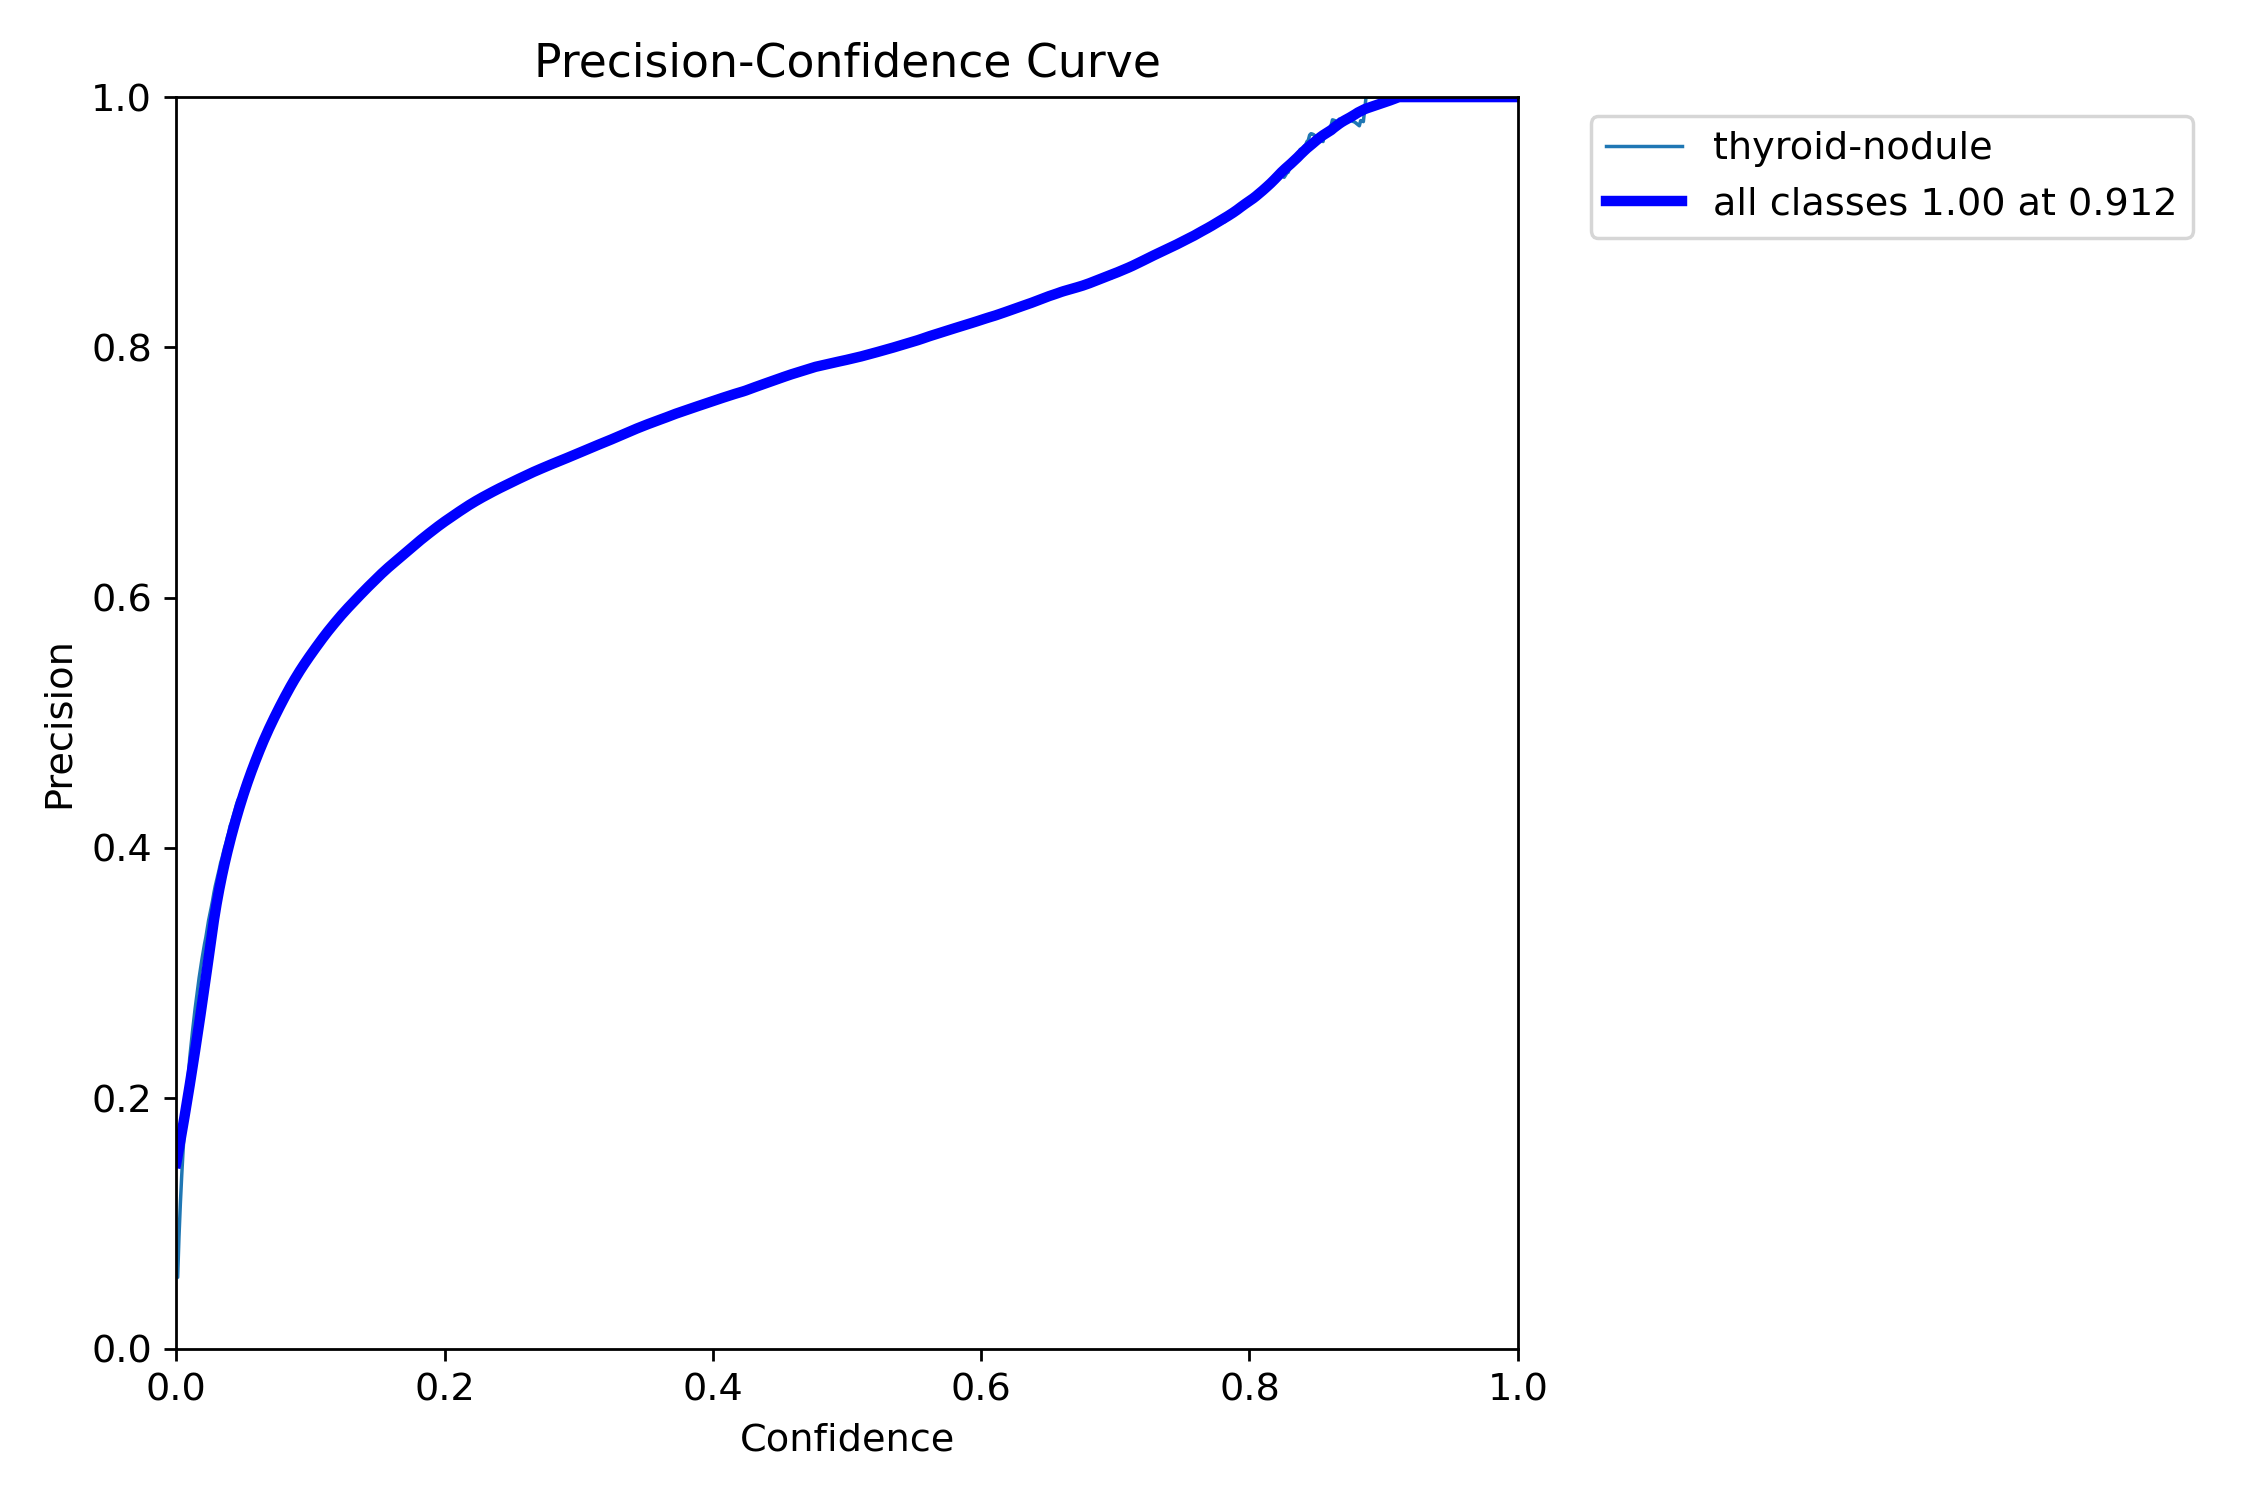 Precision-Confidence Curve
1.0
0.8
0.6
0.4
0.2
0.0
Precision
0.0 0.2 0.4 0.6 0.8 1.0
Confidence
thyroid-nodule
all classes 1.00 at 0.912